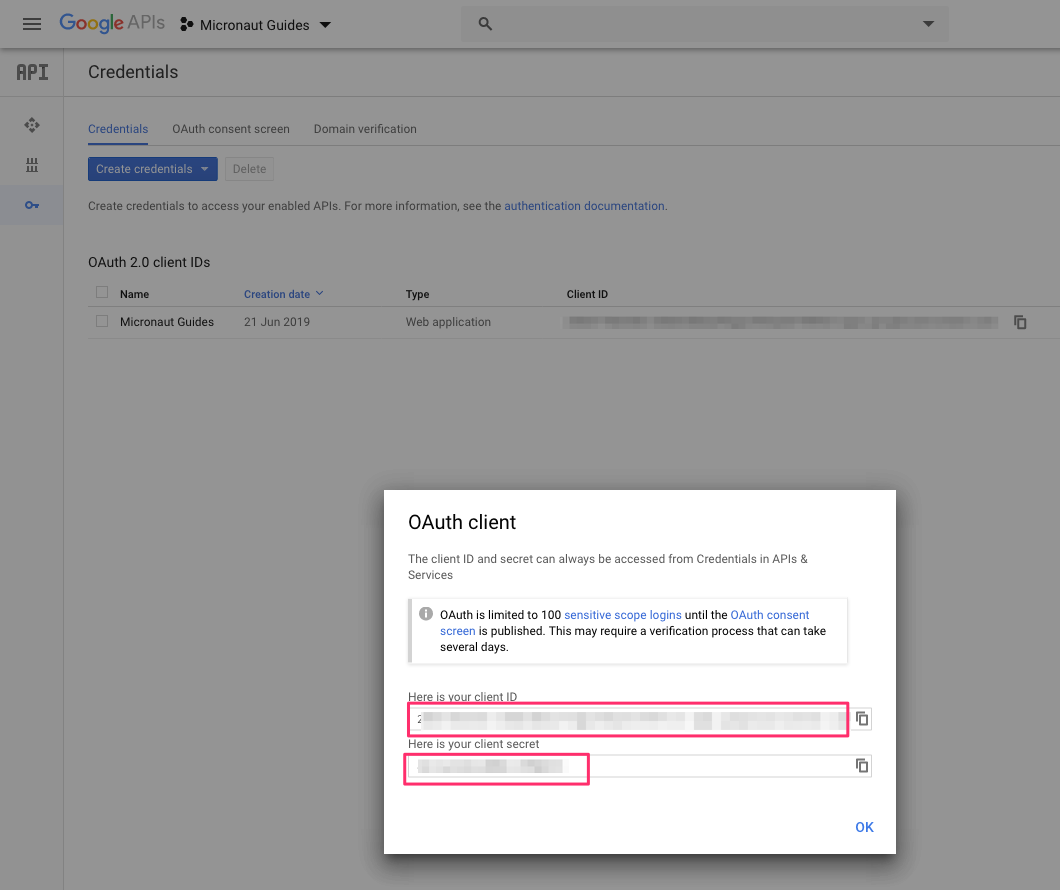 Google APIs Micronaut Guides
API Credentials
Credentials OAuth consent screen Domain verification
Create credentials Delete
Create credentials to access your enabled APIs. For more information, see the authentication documentation.
OAuth 2.0 client IDs
Name Creation date Type Client ID
Micronaut Guides 21 Jun 2019 Web application
OAuth client
The client ID and secret can always be accessed from Credentials in APIs &
Services
OAuth is limited to 100 sensitive scope logins until the OAuth consent
screen is published. This may require a verification process that can take
several days.
Here is your client ID
Here is your client secret
OK